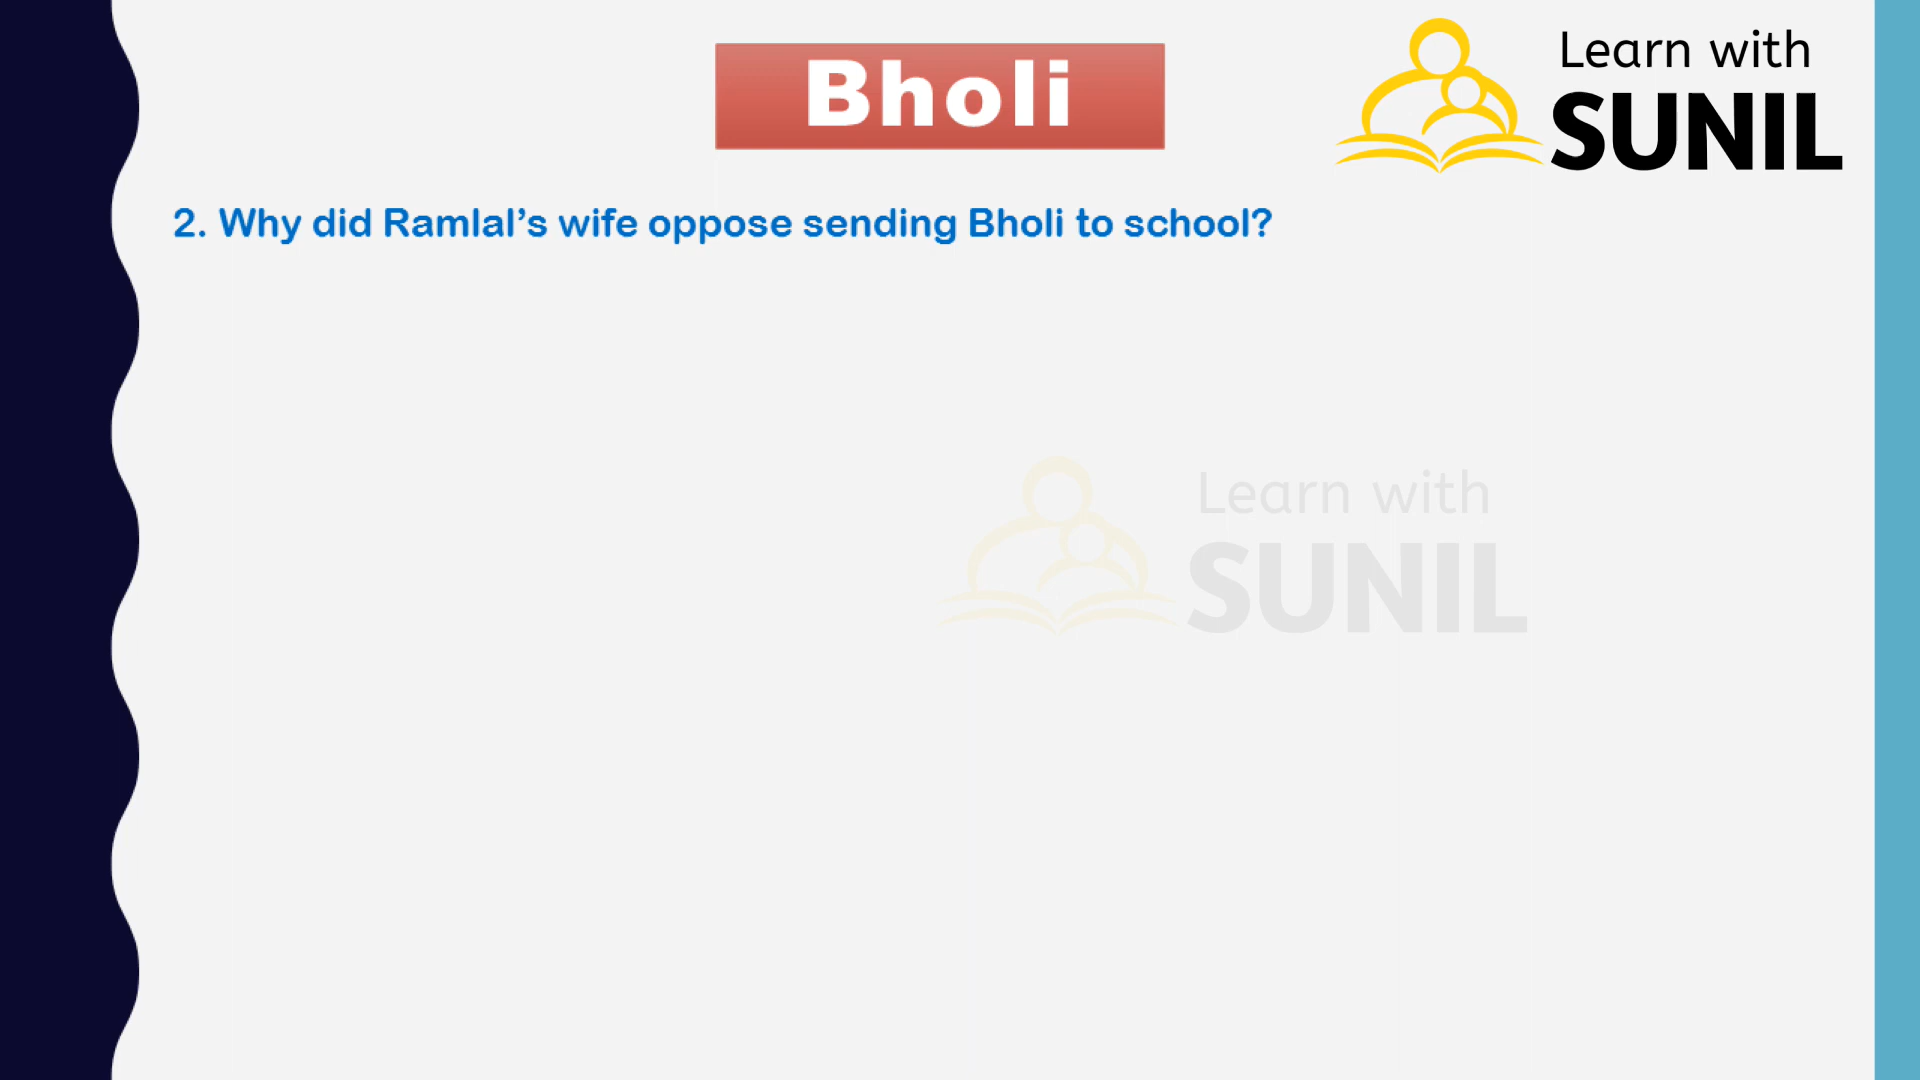 Bholi
Learn with
SUNIL
2. Why did Ramlal’s wife oppose sending Bholi to school?
Learn with
SUNIL